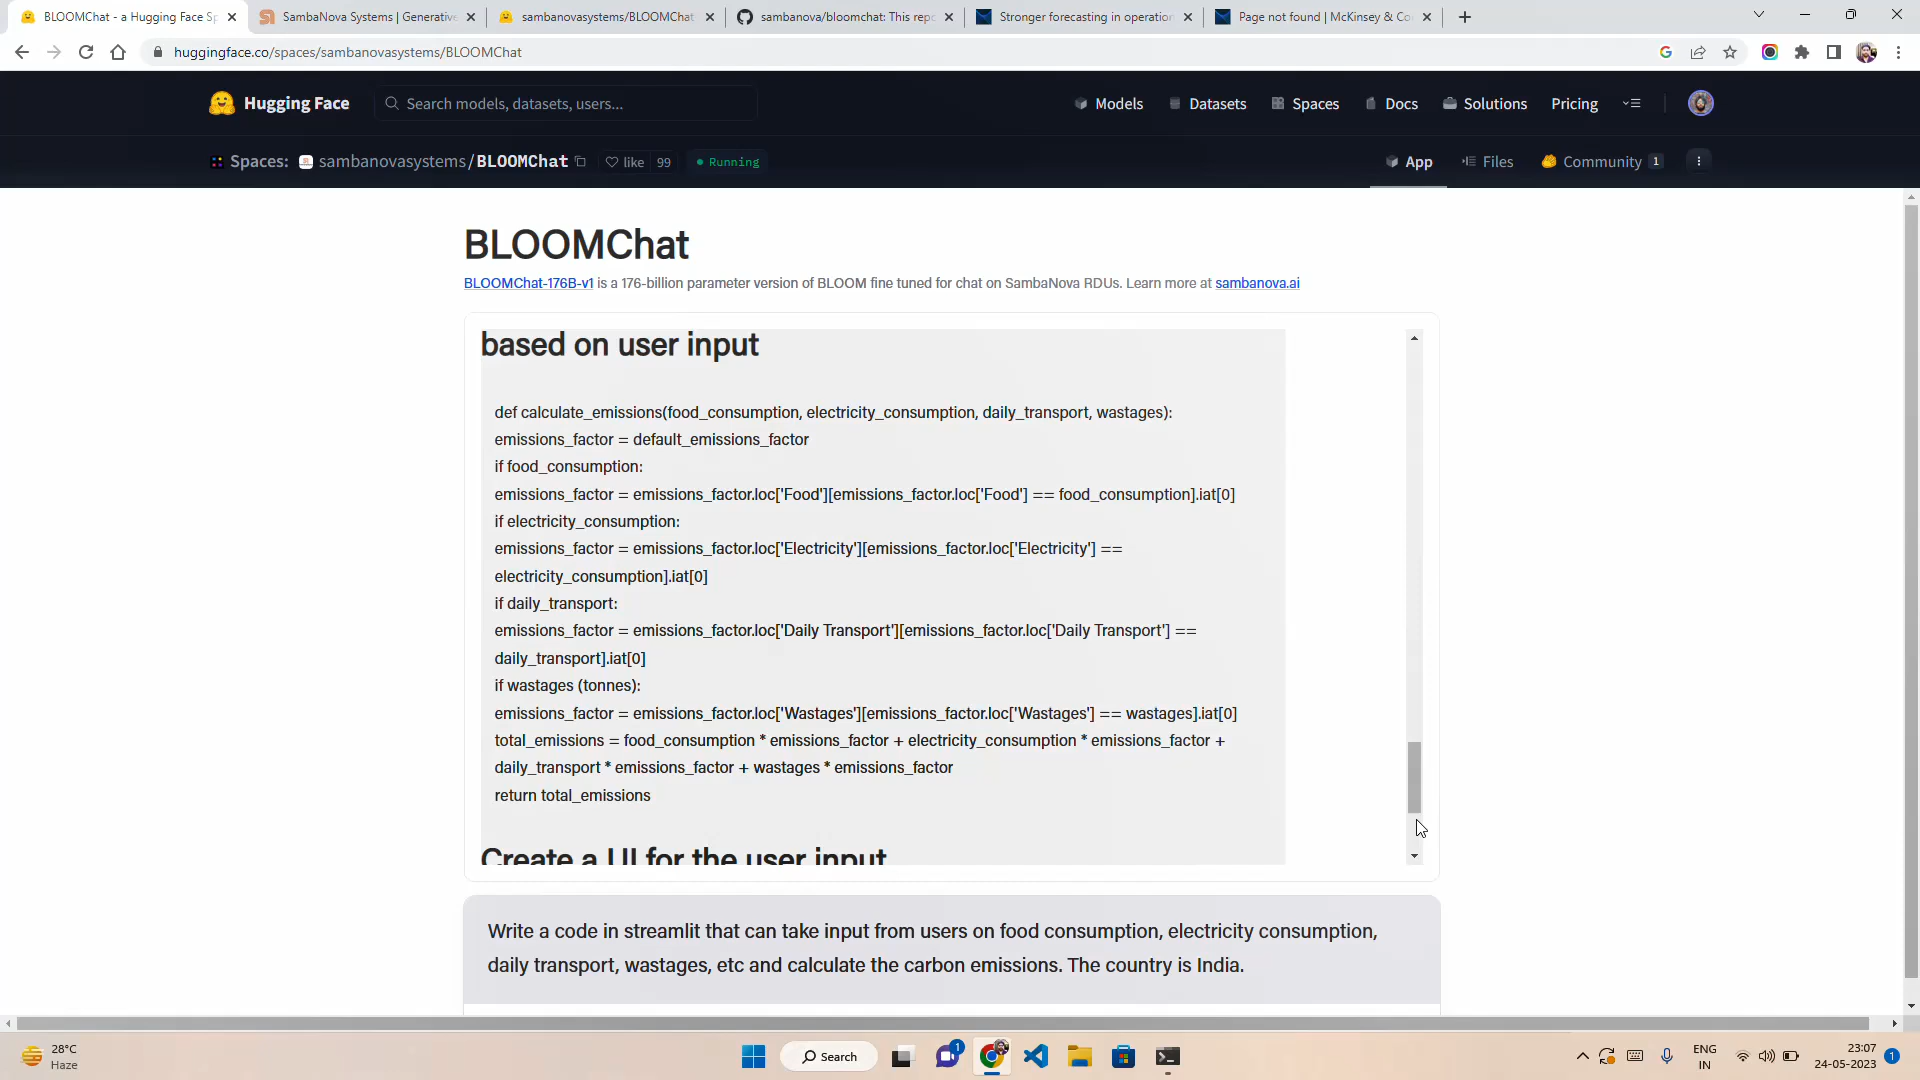 BLOOMChat - a Hugging Face Sp
SambaNova Systems | Generative
sambanovasystems/BLOOMChat
sambanova/bloomchat: This repo
Stronger forecasting in operation
Page not found | McKinsey & Co
huggingface.co/spaces/sambanovasystems/BLOOMChat
Hugging Face
Search models, datasets, users...
Models
Datasets
Spaces
Docs
Solutions
Pricing
Spaces:
sambanovasystems/BLOOMChat
like 99
Running
App
Files
Community 1
BLOOMChat
BLOOMChat-176B-v1 is a 176-billion parameter version of BLOOM fine tuned for chat on SambaNova RDUs. Learn more at sambanova.ai
based on user input
def calculate_emissions(food_consumption, electricity_consumption, daily_transport, wastages):
emissions_factor = default_emissions_factor
if food_consumption:
emissions_factor = emissions_factor.loc['Food'][emissions_factor.loc['Food'] == food_consumption].iat[0]
if electricity_consumption:
emissions_factor = emissions_factor.loc['Electricity'][emissions_factor.loc['Electricity'] ==
electricity_consumption].iat[0]
if daily_transport:
emissions_factor = emissions_factor.loc['Daily Transport'][emissions_factor.loc['Daily Transport'] ==
daily_transport].iat[0]
if wastages (tonnes):
emissions_factor = emissions_factor.loc['Wastages'][emissions_factor.loc['Wastages'] == wastages].iat[0]
total_emissions = food_consumption * emissions_factor + electricity_consumption * emissions_factor +
daily_transport * emissions_factor + wastages * emissions_factor
return total_emissions
Create a UI for the user input
Write a code in streamlit that can take input from users on food consumption, electricity consumption,
daily transport, wastages, etc and calculate the carbon emissions. The country is India.
28°C
Haze
Search
1
ENG
IN
23:07
24-05-2023
1